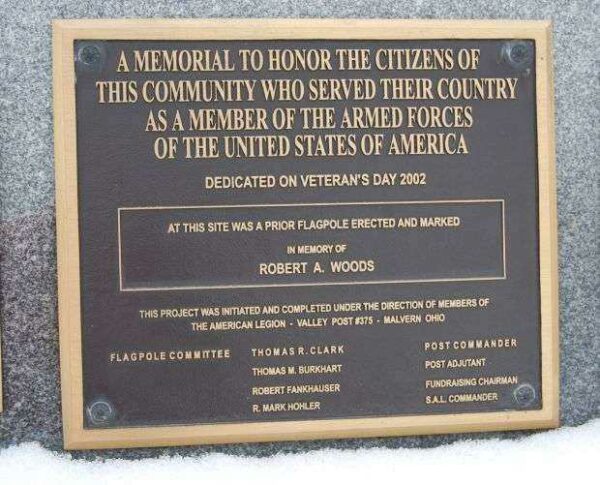 A MEMORIAL TO HONOR THE CITIZENS OF
THIS COMMUNITY WHO SERVED THEIR COUNTRY
AS A MEMBER OF THE ARMED FORCES
OF THE UNITED STATES OF AMERICA
DEDICATED ON VETERAN'S DAY 2002
AT THIS SITE WAS A PRIOR FLAGPOLE ERECTED AND MARKED
IN MEMORY OF
ROBERT A. WOODS
THIS PROJECT WAS INITIATED AND COMPLETED UNDER THE DIRECTION OF MEMBERS OF
THE AMERICAN LEGION - VALLEY POST #375 - MALVERN OHIO
FLAGPOLE COMMITTEE THOMAS R. CLARK POST COMMANDER
THOMAS M. BURKHART POST ADJUTANT
ROBERT FANKHAUSER FUNDRAISING CHAIRMAN
R. MARK HOHLER S.A.L. COMMANDER